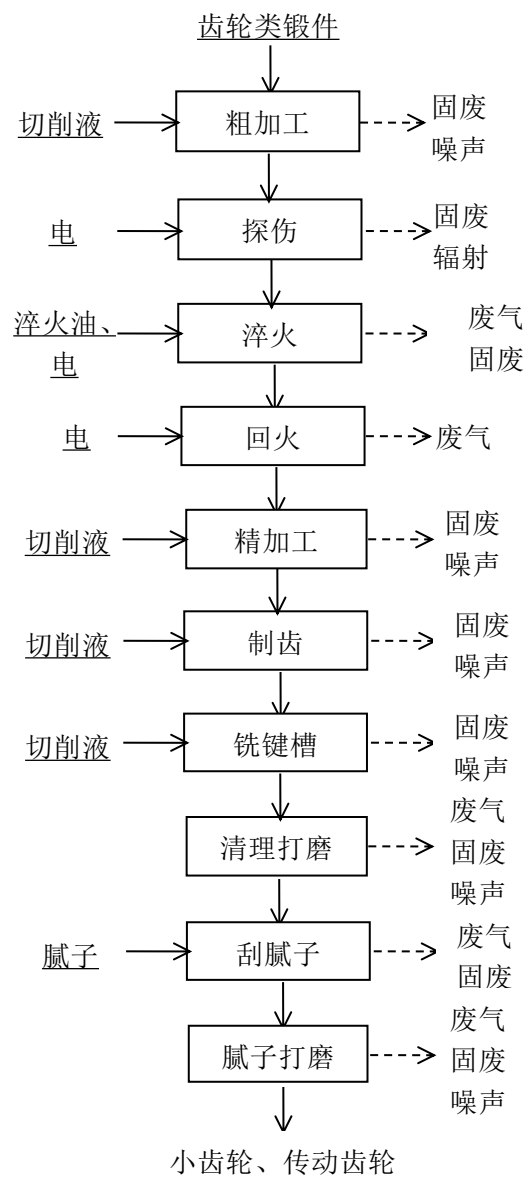 齿轮类锻件
切削液
粗加工
固废
噪声
电
探伤
固废
辐射
淬火油、
电
淬火
废气
固废
电
回火
废气
切削液
精加工
固废
噪声
切削液
制齿
固废
噪声
切削液
铣键槽
固废
噪声
清理打磨
废气
固废
噪声
腻子
刮腻子
废气
固废
腻子打磨
废气
固废
噪声
小齿轮、传动齿轮